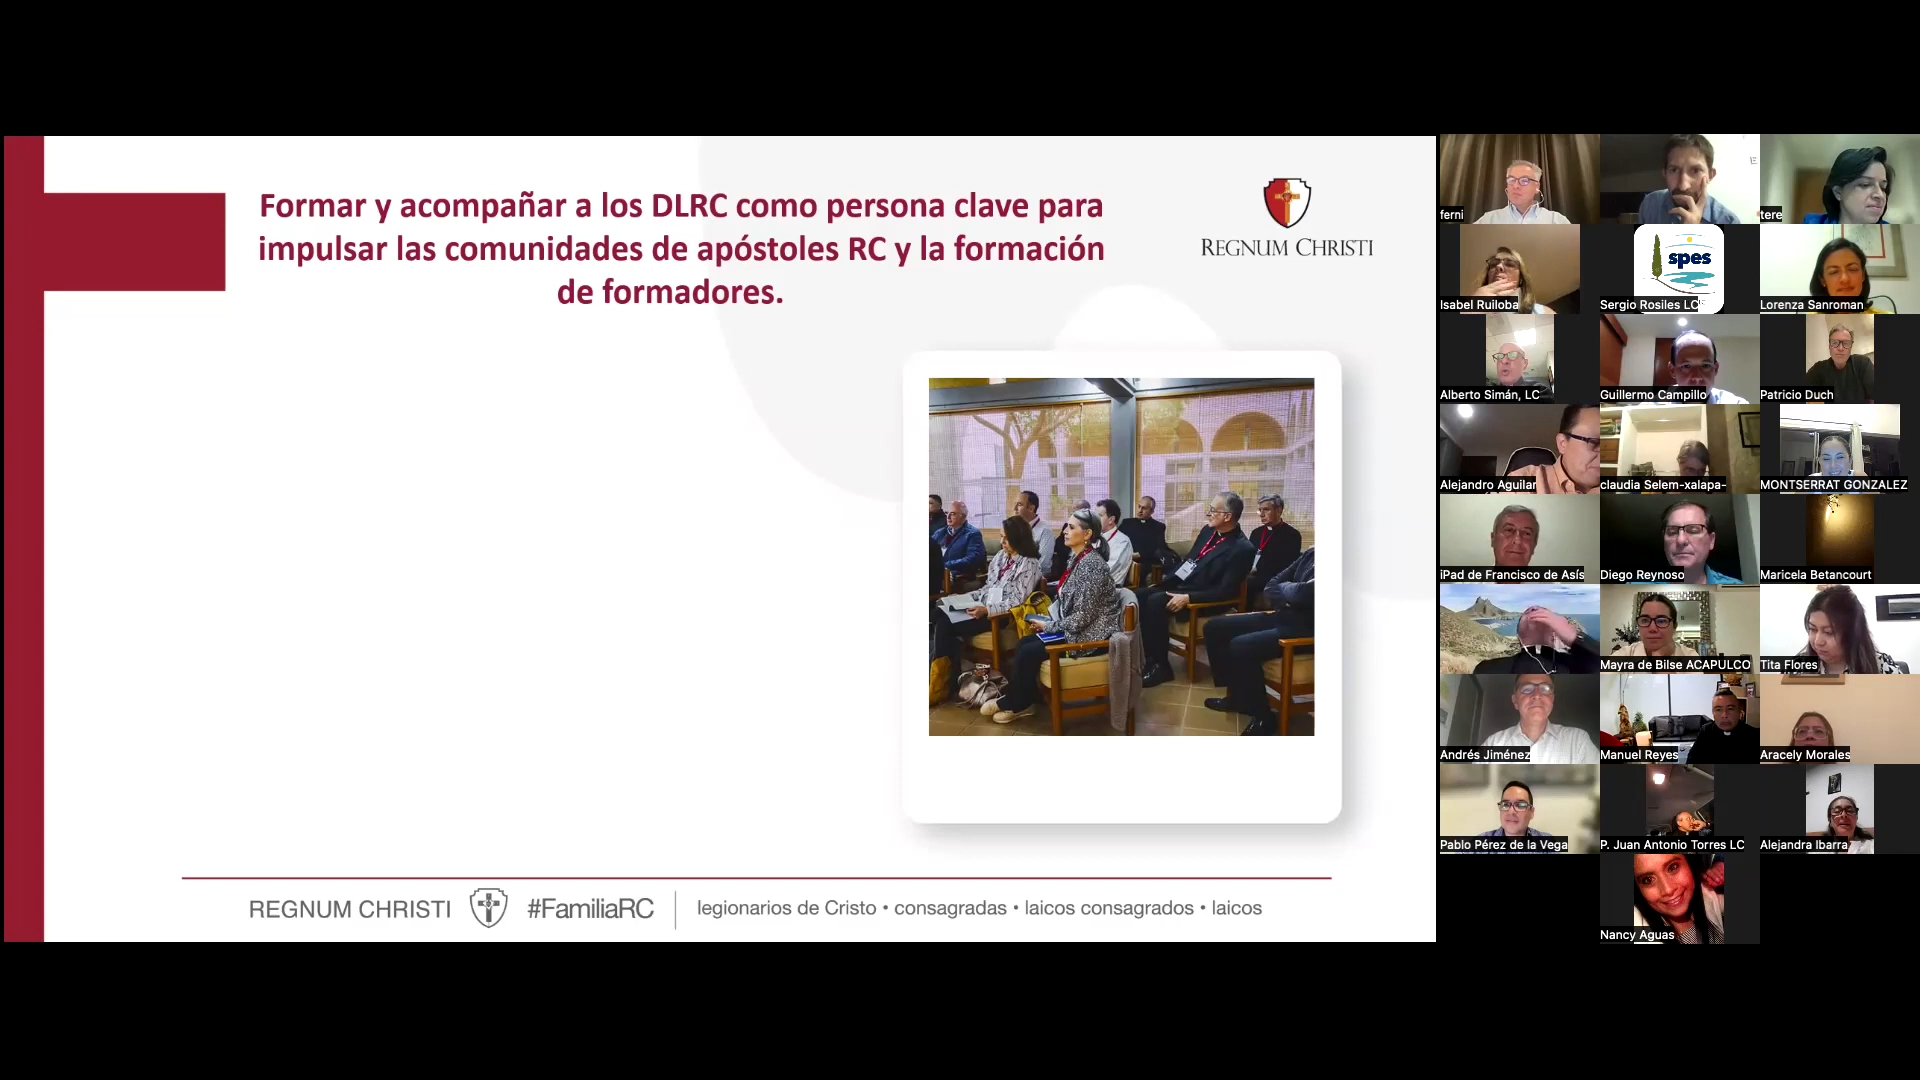 Formar y acompañar a los DLRC como persona clave para
impulsar las comunidades de apóstoles RC y la formación
de formadores.
REGNUM CHRISTI
REGNUM CHRISTI #FamiliaRC legionarios de Cristo • consagradas • laicos consagrados • laicos
ferni
tere
Isabel Ruiloba
spes
Sergio Rosiles LC
Lorenza Sanroman
Alberto Simán, LC
Guillermo Campillo
Patricio Duch
Alejandro Aguilar
claudia Selem-xalapa-
MONTSERRAT GONZALEZ
iPad de Francisco de Asís
Diego Reynoso
Maricela Betancourt
Mayra de Bilse ACAPULCO
Tita Flores
Andrés Jiménez
Manuel Reyes
Aracely Morales
Pablo Pérez de la Vega
P. Juan Antonio Torres LC
Alejandra Ibarra
Nancy Aguas